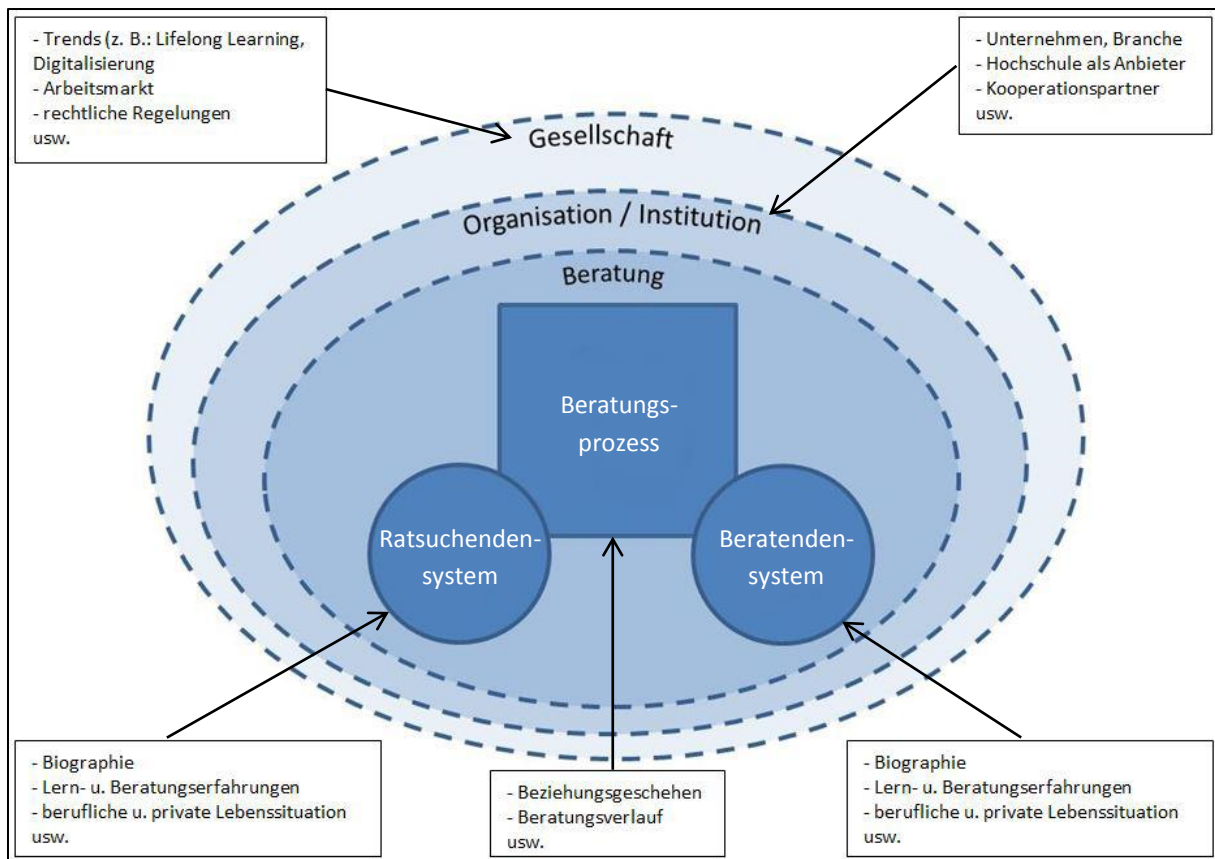 - Trends (z. B.: Lifelong Learning,
Digitalisierung
- Arbeitsmarkt
- rechtliche Regelungen
usw.
- Unternehmen, Branche
- Hochschule als Anbieter
- Kooperationspartner
usw.
Gesellschaft
Organisation / Institution
Beratung
Beratungs-
prozess
Ratsuchenden-
system
Beratenden-
system
- Biographie
- Lern- u. Beratungserfahrungen
- berufliche u. private Lebenssituation
usw.
- Beziehungsgeschehen
- Beratungsverlauf
usw.
- Biographie
- Lern- u. Beratungserfahrungen
- berufliche u. private Lebenssituation
usw.